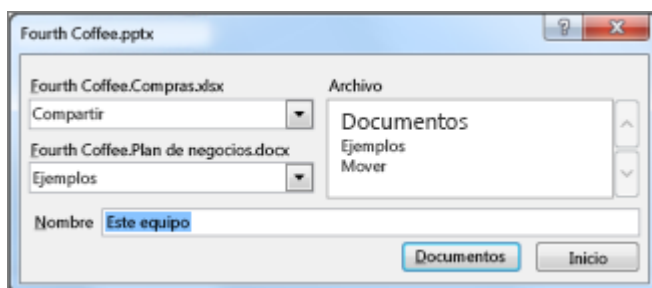 Fourth Coffee.pptx
Fourth Coffee.Compras.xlsx
Compartir
Fourth Coffee.Plan de negocios.docx
Ejemplos
Archivo
Documentos
Ejemplos
Mover
Nombre Este equipo
Documentos Inicio